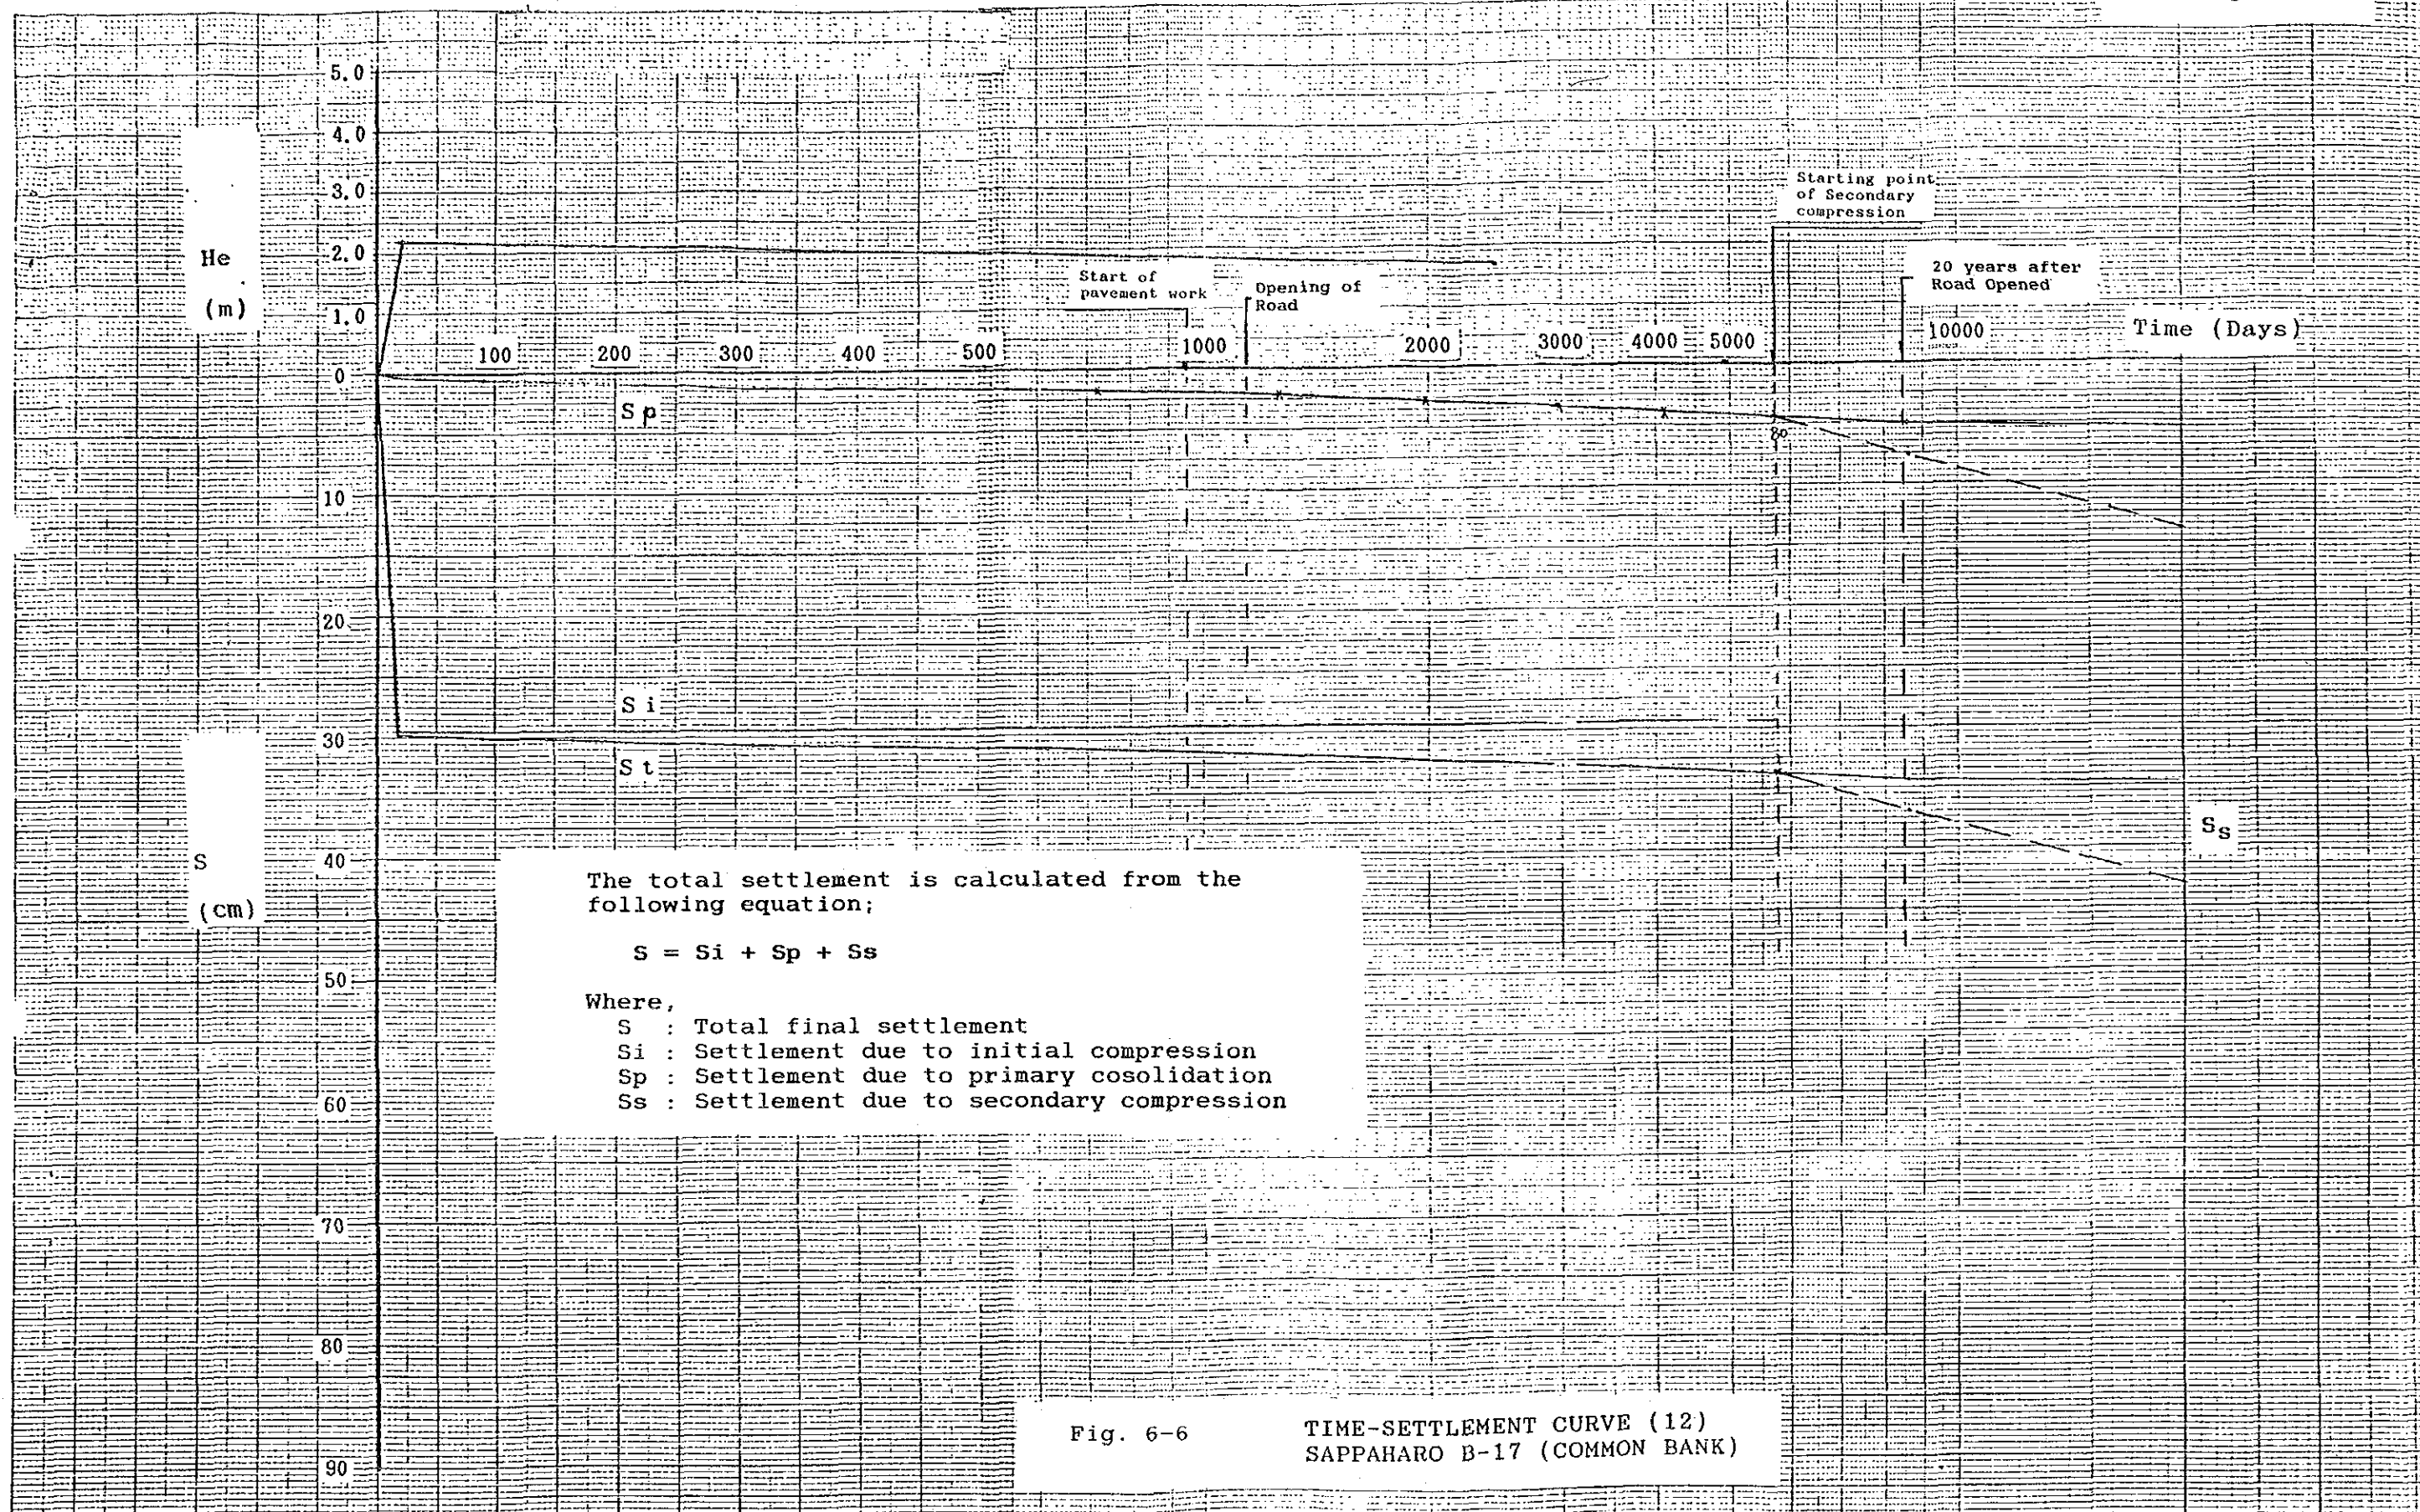 5.0
4.0
3.0
2.0
1.0
0
10
20
30
40
50
60
70
80
90
He
(m)
S
(cm)
100 200 300 400 500 1000 2000 3000 4000 5000 10000
Time (Days)
Start of
pavement work
Opening of
Road
Starting point
of Secondary
compression
20 years after
Road Opened
Sp
80
Si
St
Ss
The total settlement is calculated from the
following equation;
S = Si + Sp + Ss
Where,
S : Total final settlement
Si : Settlement due to initial compression
Sp : Settlement due to primary cosolidation
Ss : Settlement due to secondary compression
Fig. 6-6 TIME-SETTLEMENT CURVE (12)
SAPPAHARO B-17 (COMMON BANK)